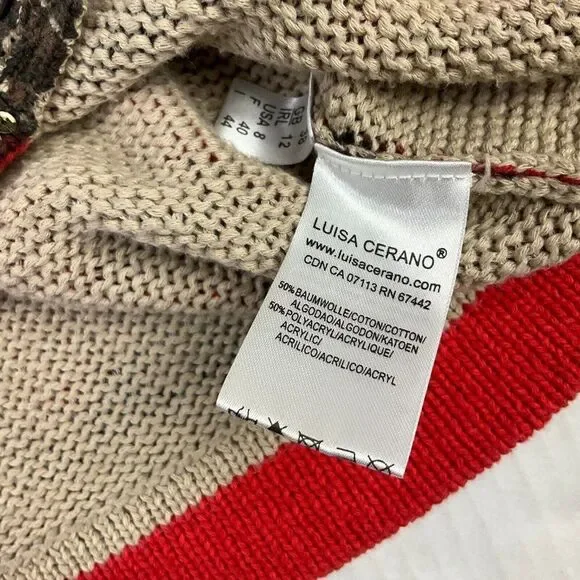 38
GB
IRL 12
USA 8
F 40
I 44
LUISA CERANO®
www.luisacerano.com
CDN CA 07113 RN 67442
50%BAUMWOLLE/COTON/COTTON/
ALGODAO/ALGODON/KATOEN
50%POLYACRYL/ACRYLIQUE/
ACRYLIC/
ACRILICO/ACRILICO/ACRYL